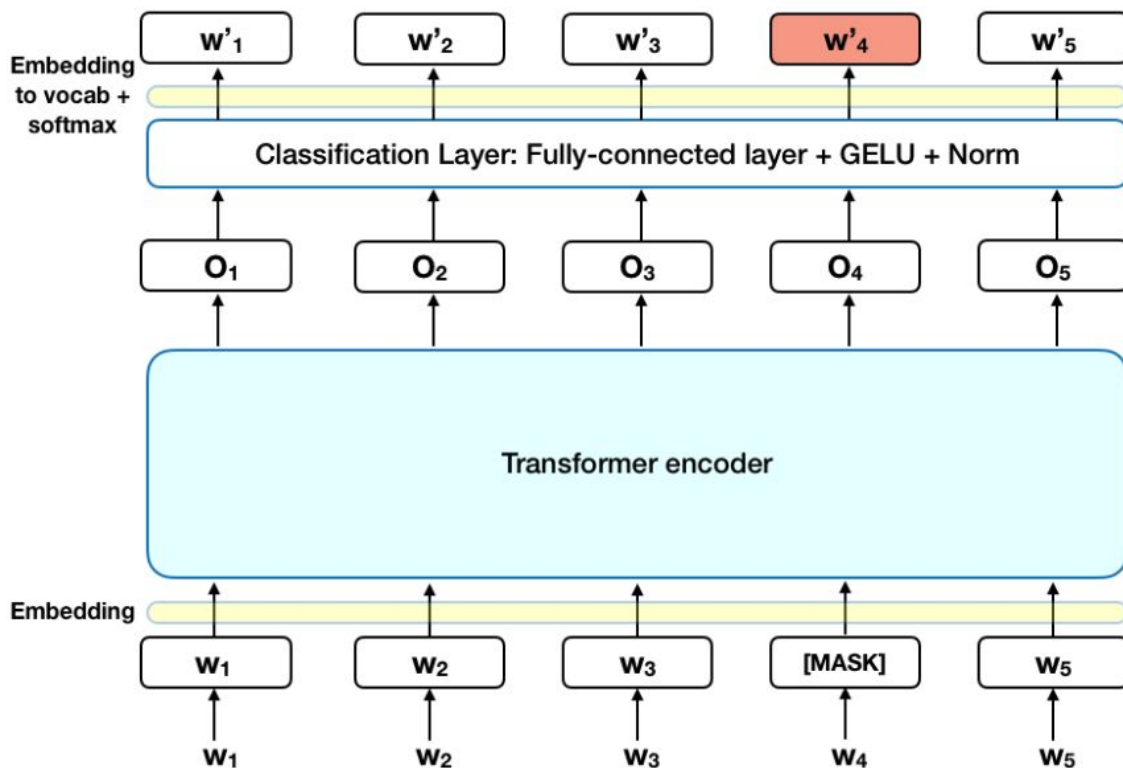 w’₁ w’₂ w’₃ w’₄ w’₅
Embedding
to vocab +
softmax
Classification Layer: Fully-connected layer + GELU + Norm
O₁ O₂ O₃ O₄ O₅
Transformer encoder
Embedding
W₁ W₂ W₃ [MASK] W₅
W₁ W₂ W₃ W₄ W₅